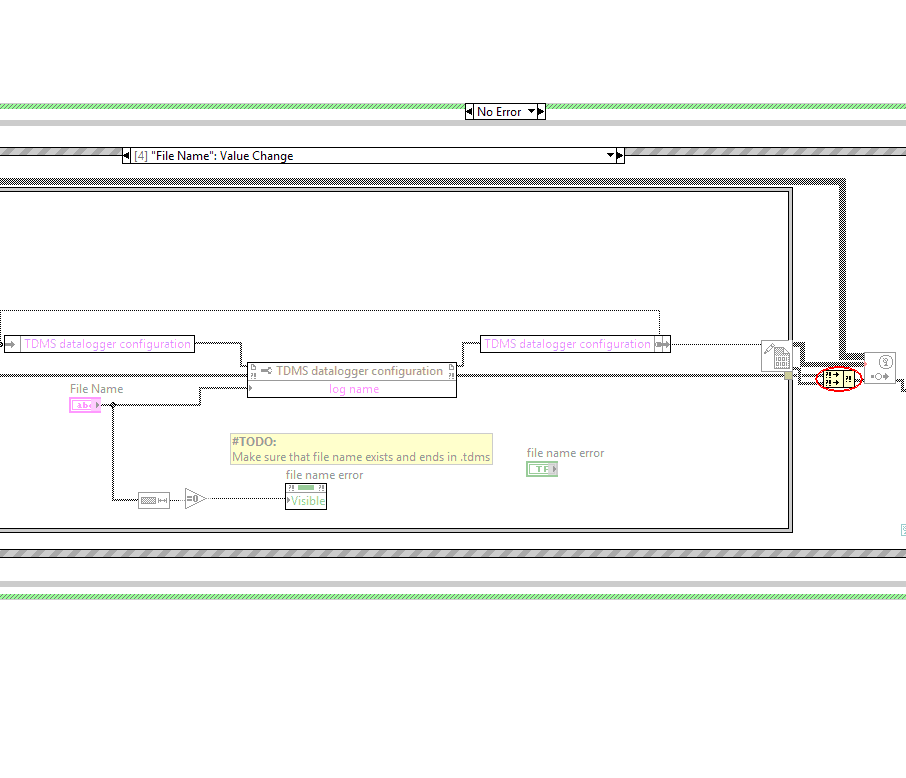 No Error
[4] "File Name": Value Change
TDMS datalogger configuration
TDMS datalogger configuration
TDMS datalogger configuration
log name
File Name
abc
#TODO:
Make sure that file name exists and ends in .tdms
file name error
TF
file name error
Visible
=0